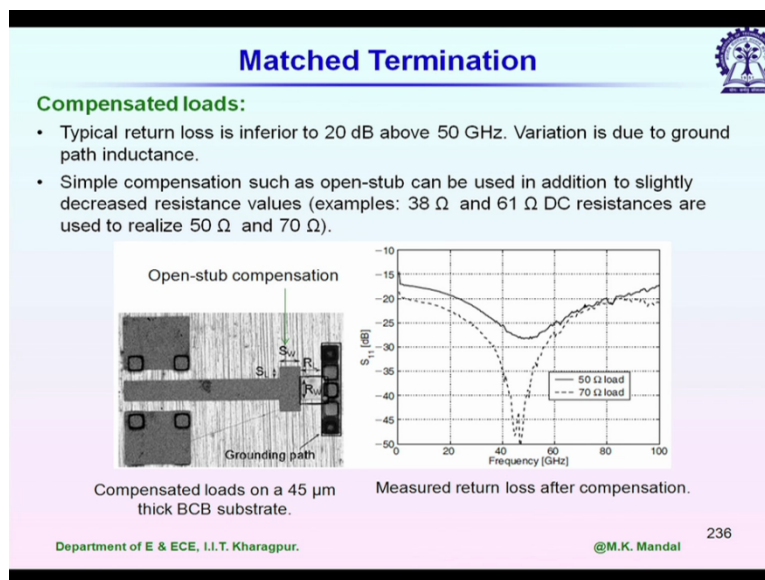 Matched Termination
Compensated loads:
• Typical return loss is inferior to 20 dB above 50 GHz. Variation is due to ground
path inductance.
• Simple compensation such as open-stub can be used in addition to slightly
decreased resistance values (examples: 38 Ω and 61 Ω DC resistances are
used to realize 50 Ω and 70 Ω).
Open-stub compensation
S_W
R
S_L
R_W
Grounding path
-10
-15
-20
-25
-30
-35
-40
-45
-50
S₁₁ [dB]
50 Ω load
70 Ω load
0 20 40 60 80 100
Frequency [GHz]
Compensated loads on a 45 μm
thick BCB substrate.
Measured return loss after compensation.
236
Department of E & ECE, I.I.T. Kharagpur.
@M.K. Mandal